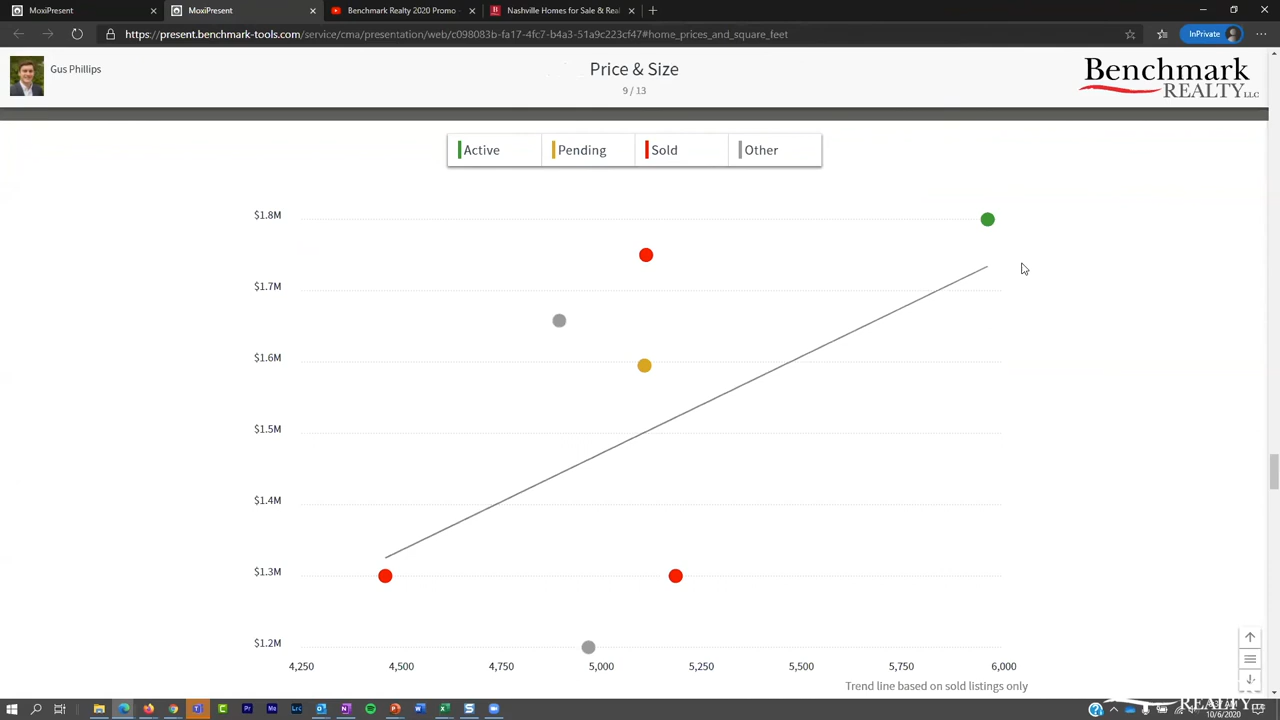 MoxiPresent
MoxiPresent
Benchmark Realty 2020 Promo
Nashville Homes for Sale & Real
https://present.benchmark-tools.com/service/cma/presentation/web/c098083b-fa17-4fc7-b4a3-51a9c223cf47#home_prices_and_square_feet
InPrivate
Gus Phillips
Price & Size
9 / 13
Benchmark
REALTY LLC
Active
Pending
Sold
Other
$1.8M
$1.7M
$1.6M
$1.5M
$1.4M
$1.3M
$1.2M
4,250
4,500
4,750
5,000
5,250
5,500
5,750
6,000
Trend line based on sold listings only
REALTY
10/6/2020